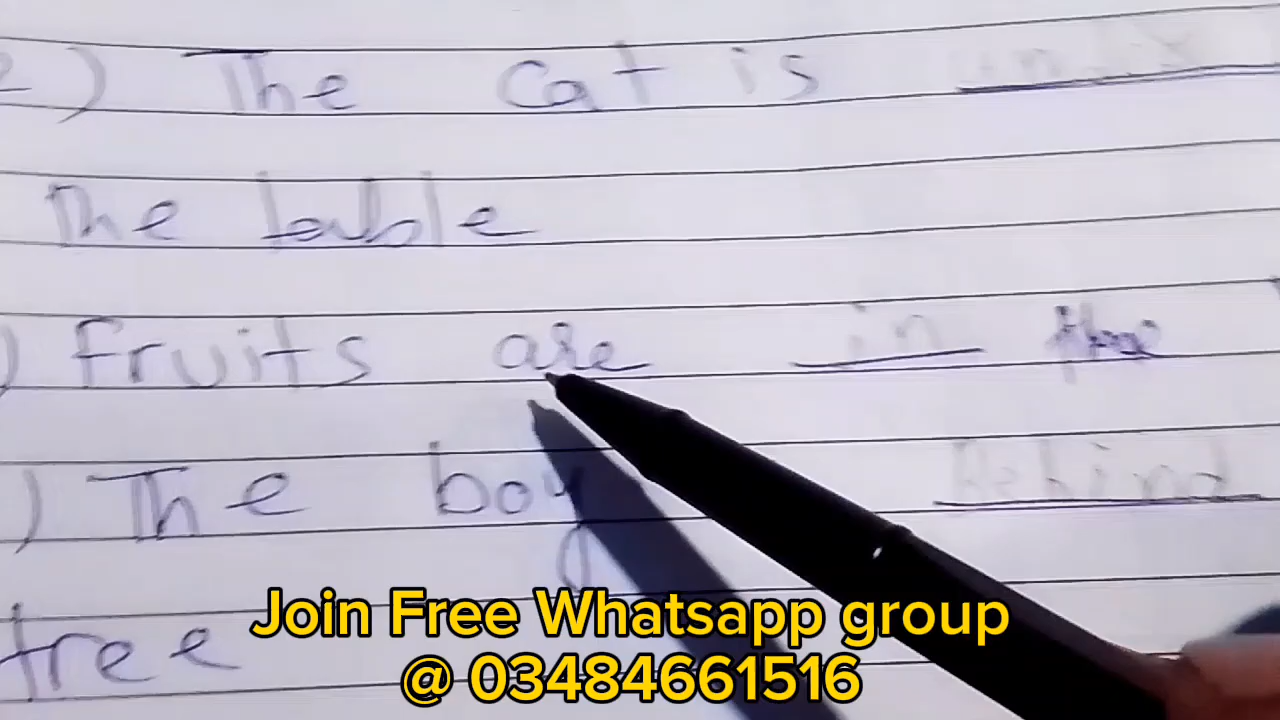 ) The Cat is under
The table
) fruits are in the
) The boy Behind
tree
Join Free Whatsapp group
@ 03484661516